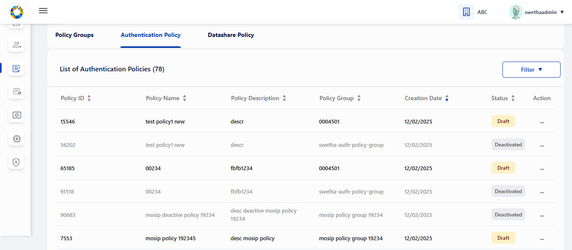 ABC swethaadmin
Policy Groups Authentication Policy Datashare Policy
List of Authentication Policies (78) Filter
Policy ID Policy Name Policy Description Policy Group Creation Date Status Action
15546 test policy1 new descr 0004501 12/02/2025 Draft ...
56202 test policy1 new descr swetha-auth-policy-group 12/02/2025 Deactivated ...
65185 00234 fbfb1234 0004501 12/02/2025 Draft ...
91518 00234 fbfb1234 swetha-auth-policy-group 12/02/2025 Deactivated ...
90683 mosip deactive policy 19234 desc deactive mosip policy 19234 mosip policy group 19234 12/02/2025 Deactivated ...
7553 mosip policy 192345 desc mosip policy mosip policy group 19234 12/02/2025 Draft ...